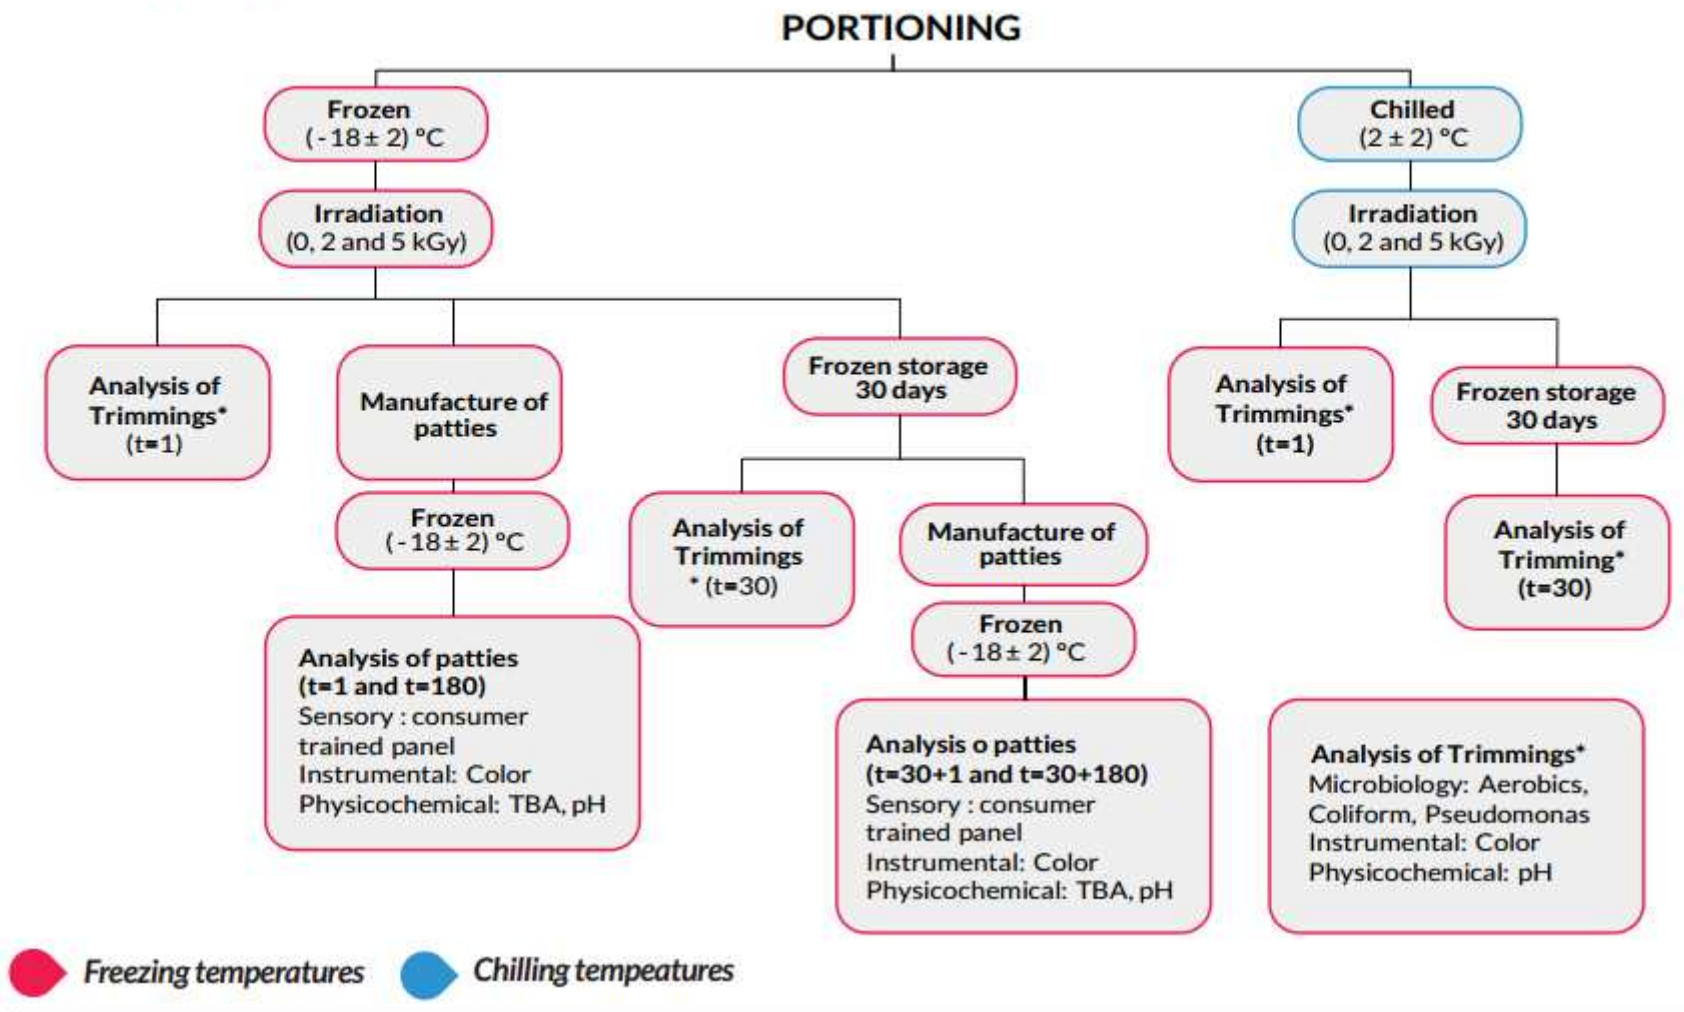 PORTIONING
Frozen
(-18 ± 2) ºC
Chilled
(2 ± 2) ºC
Irradiation
(0, 2 and 5 kGy)
Irradiation
(0, 2 and 5 kGy)
Analysis of
Trimmings*
(t=1)
Manufacture of
patties
Frozen storage
30 days
Analysis of
Trimmings*
(t=1)
Frozen storage
30 days
Frozen
(-18 ± 2) ºC
Analysis of
Trimmings
* (t=30)
Manufacture of
patties
Analysis of
Trimming*
(t=30)
Frozen
(-18 ± 2) ºC
Analysis of patties
(t=1 and t=180)
Sensory : consumer
trained panel
Instrumental: Color
Physicochemical: TBA, pH
Analysis o patties
(t=30+1 and t=30+180)
Sensory : consumer
trained panel
Instrumental: Color
Physicochemical: TBA, pH
Analysis of Trimmings*
Microbiology: Aerobics,
Coliform, Pseudomonas
Instrumental: Color
Physicochemical: pH
Freezing temperatures
Chilling tempeatures